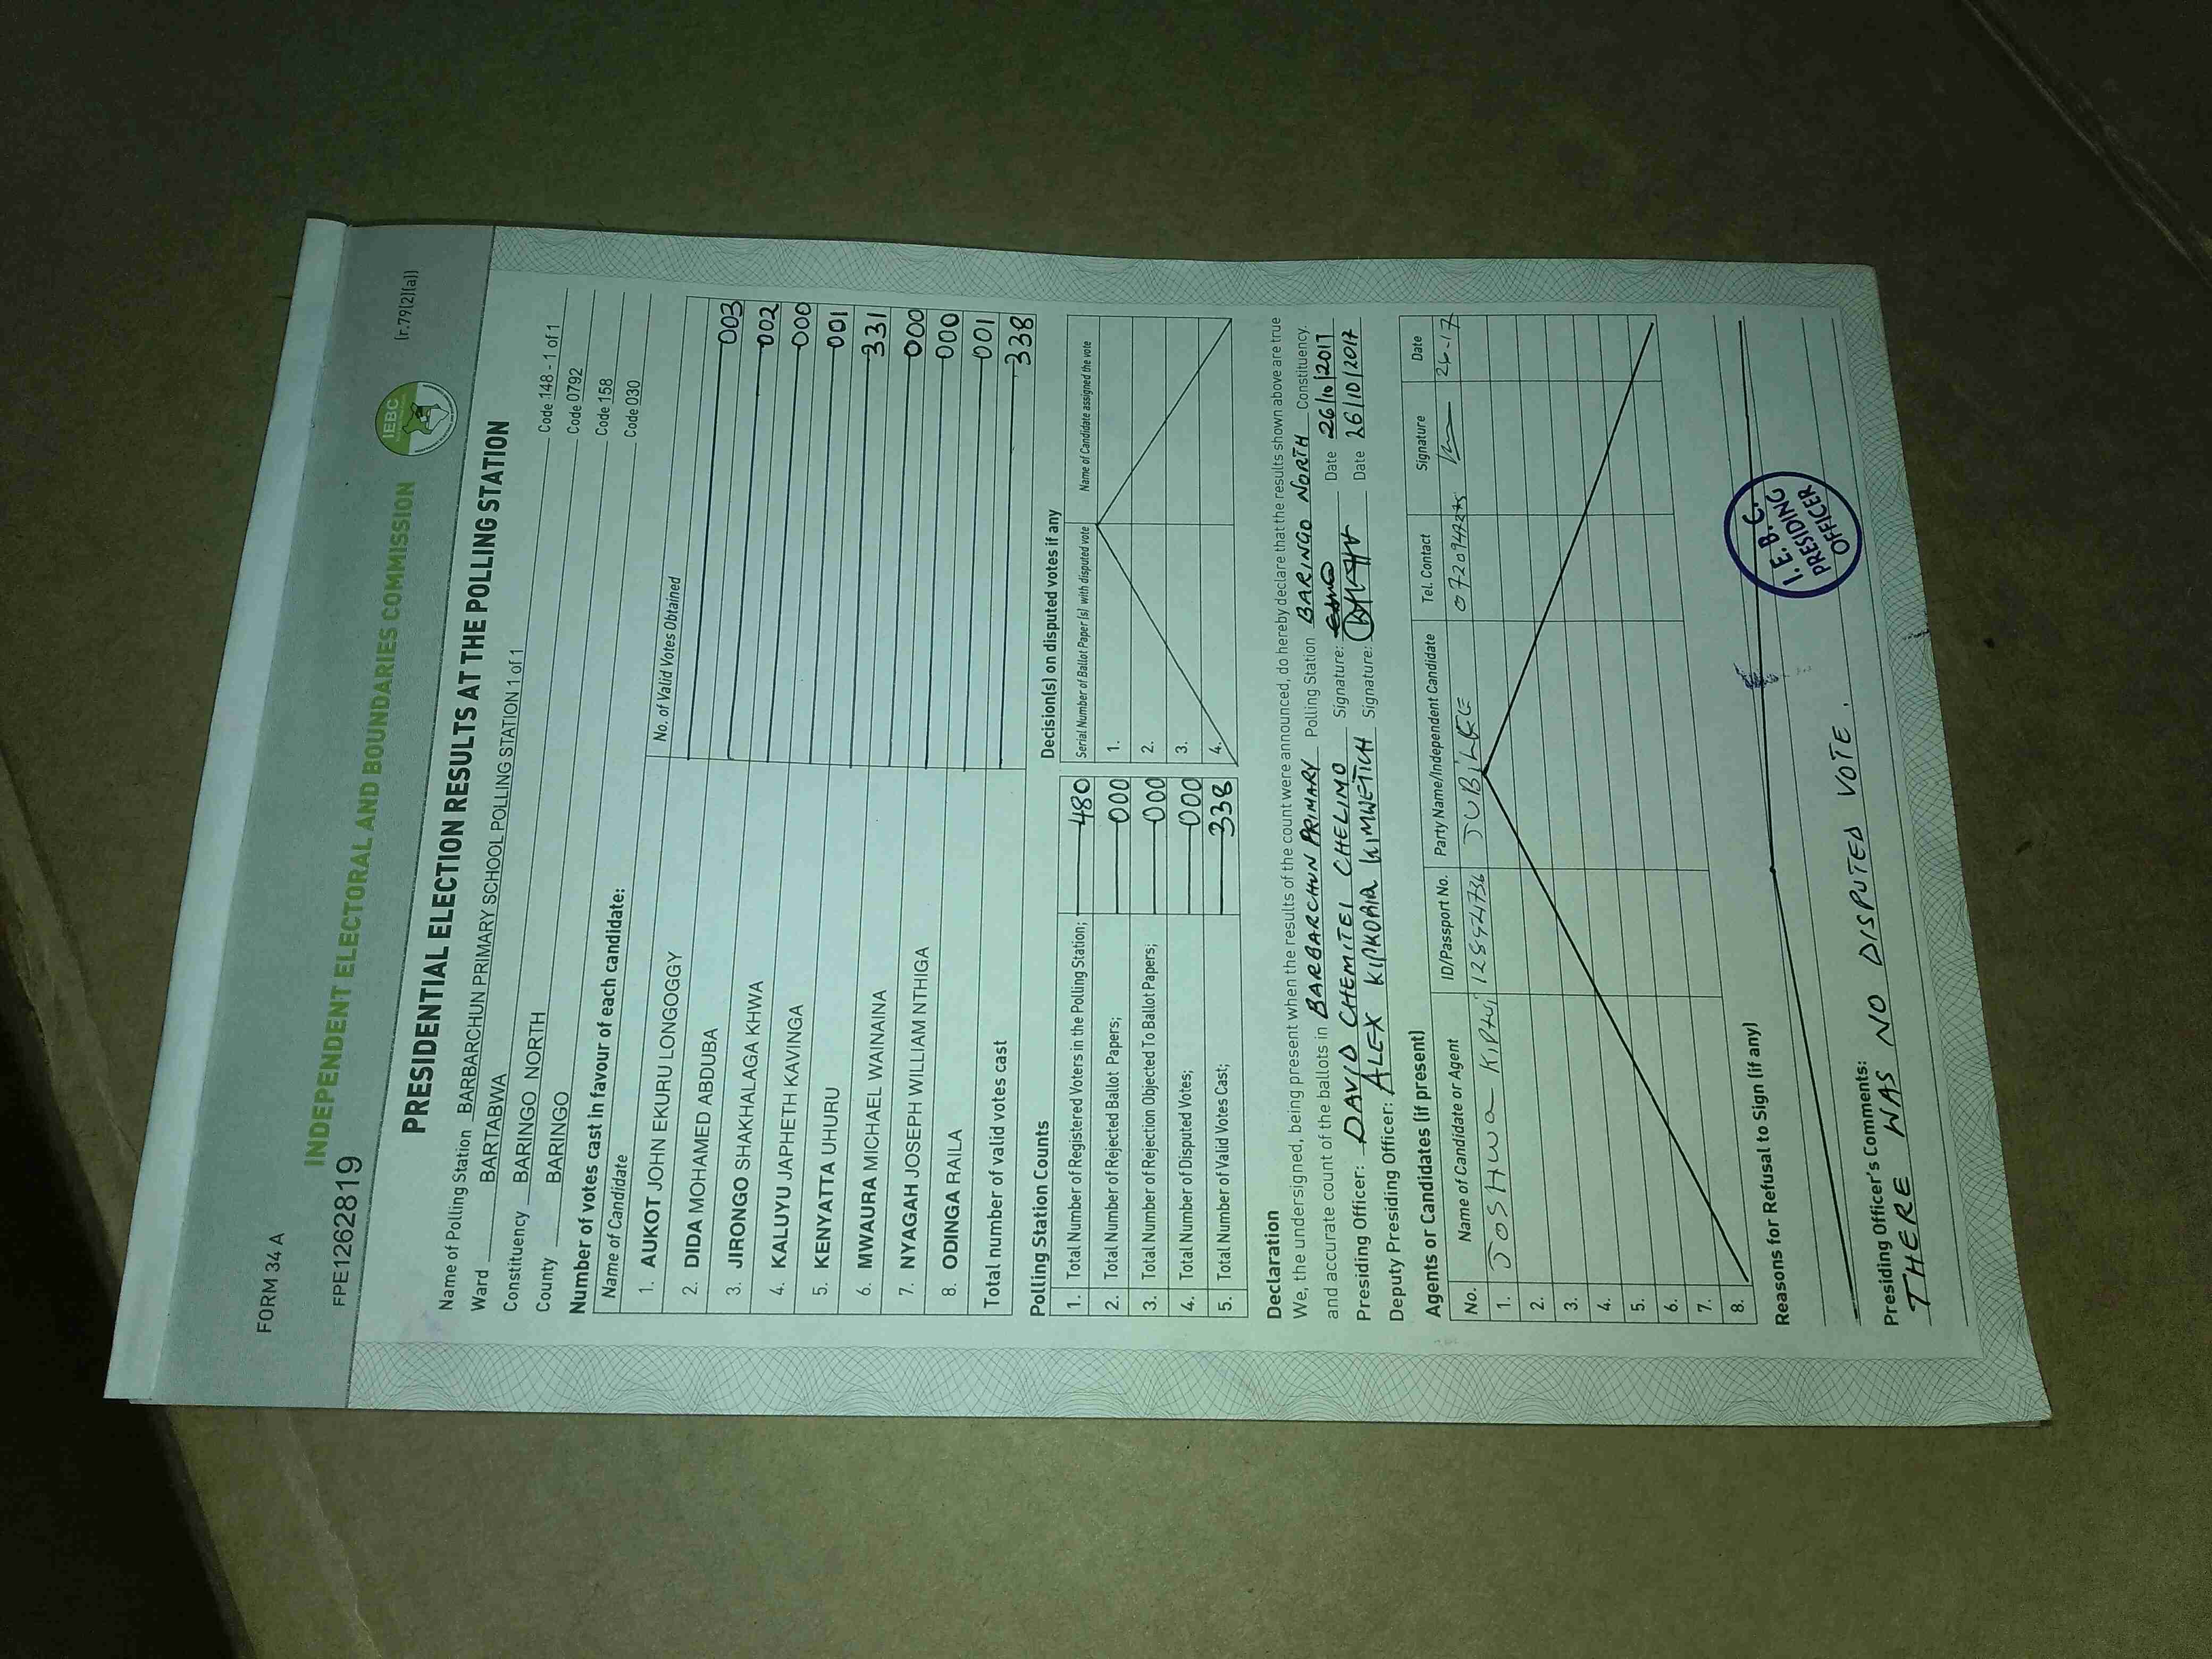 FORM 34 A
(r.79(2)(a))
FPE1262819
INDEPENDENT ELECTORAL AND BOUNDARIES COMMISSION
IEBC
PRESIDENTIAL ELECTION RESULTS AT THE POLLING STATION
Name of Polling Station BARBARCHUN PRIMARY SCHOOL POLLING STATION 1 of 1 Code 148 - 1 of 1
Ward BARTABWA Code 0792
Constituency BARINGO NORTH Code 158
County BARINGO Code 030
Number of votes cast in favour of each candidate:
Name of Candidate No. of Valid Votes Obtained
1. AUKOT JOHN EKURU LONGOGGY 003
2. DIDA MOHAMED ABDUBA 002
3. JIRONGO SHAKHALAGA KHWA 000
4. KALUYU JAPHETH KAVINGA 001
5. KENYATTA UHURU 331
6. MWAURA MICHAEL WAINAINA 000
7. NYAGAH JOSEPH WILLIAM NTHIGA 000
8. ODINGA RAILA 001
Total number of valid votes cast 338
Polling Station Counts
1. Total Number of Registered Voters in the Polling Station; 480
2. Total Number of Rejected Ballot Papers; 000
3. Total Number of Rejection Objected To Ballot Papers; 000
4. Total Number of Disputed Votes; 000
5. Total Number of Valid Votes Cast; 338
Decision(s) on disputed votes if any
Serial Number of Ballot Paper (s) with disputed vote Name of Candidate assigned the vote
1.
2.
3.
4.
Declaration
We, the undersigned, being present when the results of the count were announced, do hereby declare that the results shown above are true
and accurate count of the ballots in BARBARCHUN PRIMARY Polling Station BARINGO NORTH Constituency.
Presiding Officer: DAVID CHEMITEI CHELIMO Signature: Date 26/10/2017
Deputy Presiding Officer: ALEX KIPKORIR KIMWETICH Signature: Date 26/10/2017
Agents or Candidates (if present)
No. Name of Candidate or Agent ID/Passport No. Party Name/Independent Candidate Tel. Contact Signature Date
1. JOSHWA KIPTUI JUBILEE
2.
3.
4.
5.
6.
7.
8.
Reasons for Refusal to Sign (if any)
I.E.B.C.
PRESIDING
OFFICER
Presiding Officer's Comments:
THERE WAS NO DISPUTED VOTE.